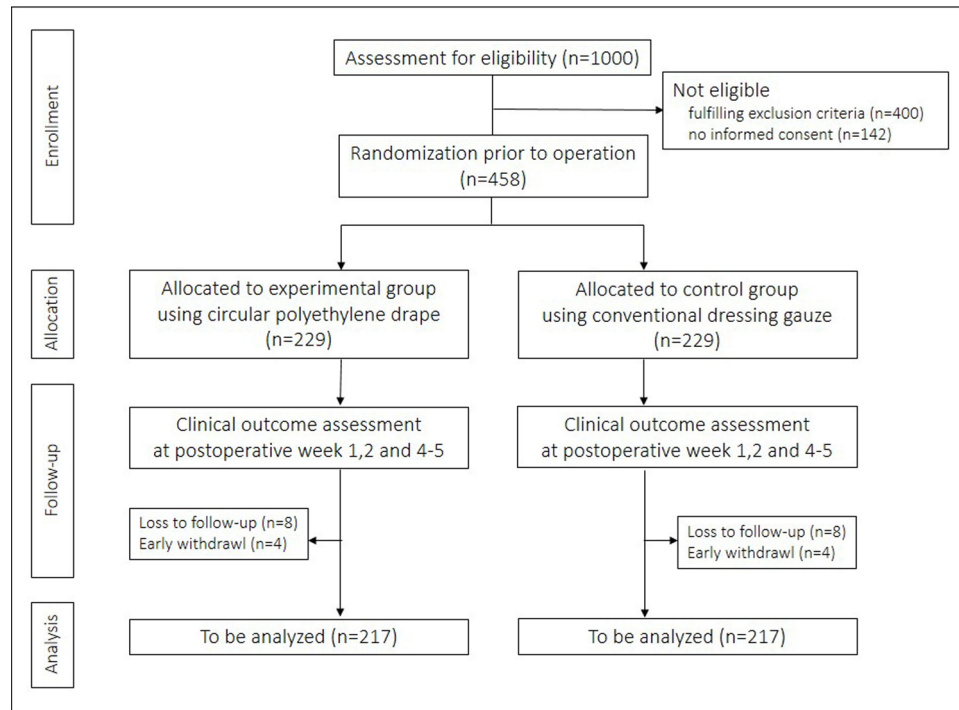 Enrollment
Assessment for eligibility (n=1000)
Not eligible
fulfilling exclusion criteria (n=400)
no informed consent (n=142)
Randomization prior to operation
(n=458)
Allocation
Allocated to experimental group
using circular polyethylene drape
(n=229)
Allocated to control group
using conventional dressing gauze
(n=229)
Follow-up
Clinical outcome assessment
at postoperative week 1,2 and 4-5
Clinical outcome assessment
at postoperative week 1,2 and 4-5
Loss to follow-up (n=8)
Early withdrawl (n=4)
Loss to follow-up (n=8)
Early withdrawl (n=4)
Analysis
To be analyzed (n=217)
To be analyzed (n=217)